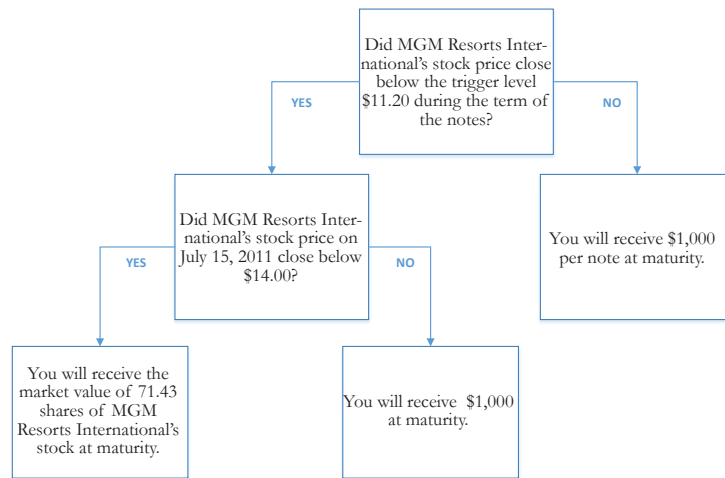 Did MGM Resorts Inter-
national's stock price close
below the trigger level
$11.20 during the term of
the notes?
YES
NO
Did MGM Resorts Inter-
national's stock price on
July 15, 2011 close below
$14.00?
You will receive $1,000
per note at maturity.
YES
NO
You will receive the
market value of 71.43
shares of MGM
Resorts International's
stock at maturity.
You will receive $1,000
at maturity.